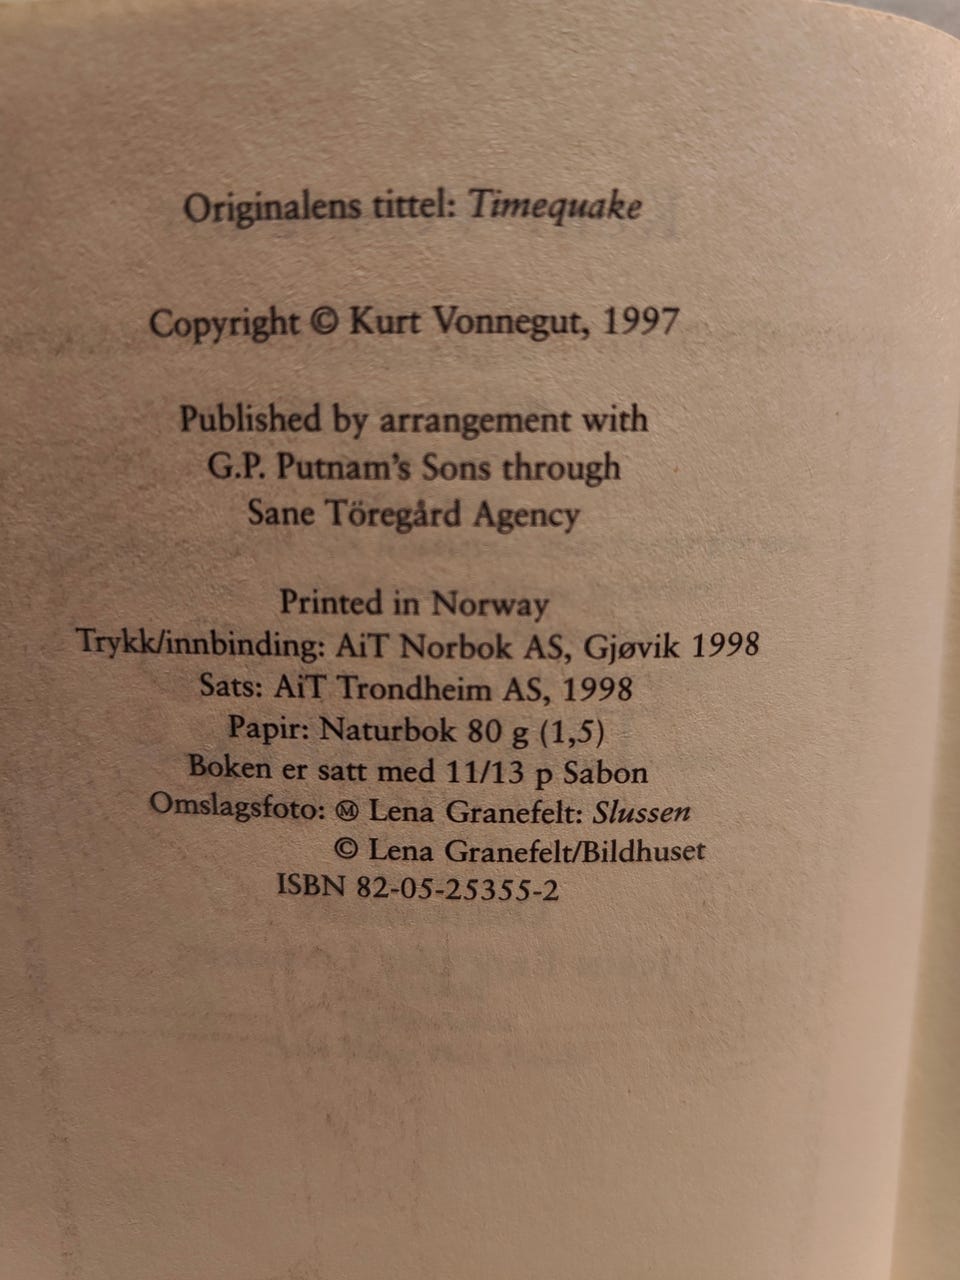 Originalens tittel: Timequake
Copyright © Kurt Vonnegut, 1997
Published by arrangement with
G.P. Putnam's Sons through
Sane Töregård Agency
Printed in Norway
Trykk/innbinding: AiT Norbok AS, Gjøvik 1998
Sats: AiT Trondheim AS, 1998
Papir: Naturbok 80 g (1,5)
Boken er satt med 11/13 p Sabon
Omslagsfoto: Ⓜ Lena Granefelt: Slussen
© Lena Granefelt/Bildhuset
ISBN 82-05-25355-2